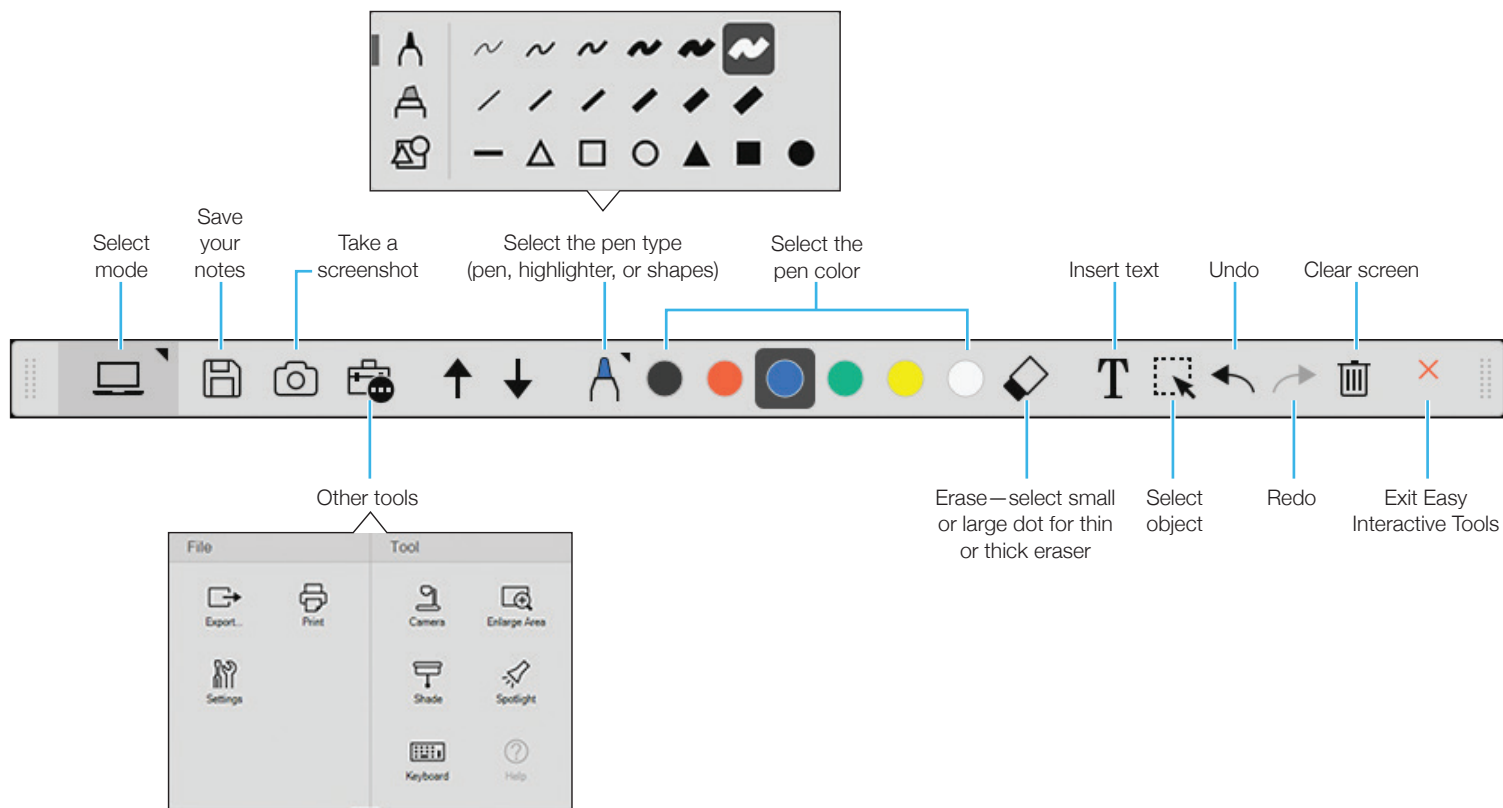 Select
mode
Save
your
notes
Take a
screenshot
Select the pen type
(pen, highlighter, or shapes)
Select the
pen color
Insert text
Undo
Clear screen
T
Other tools
Erase—select small
or large dot for thin
or thick eraser
Select
object
Redo
Exit Easy
Interactive Tools
File
Tool
Export...
Print
Camera
Enlarge Area
Settings
Shade
Spotlight
Keyboard
Help